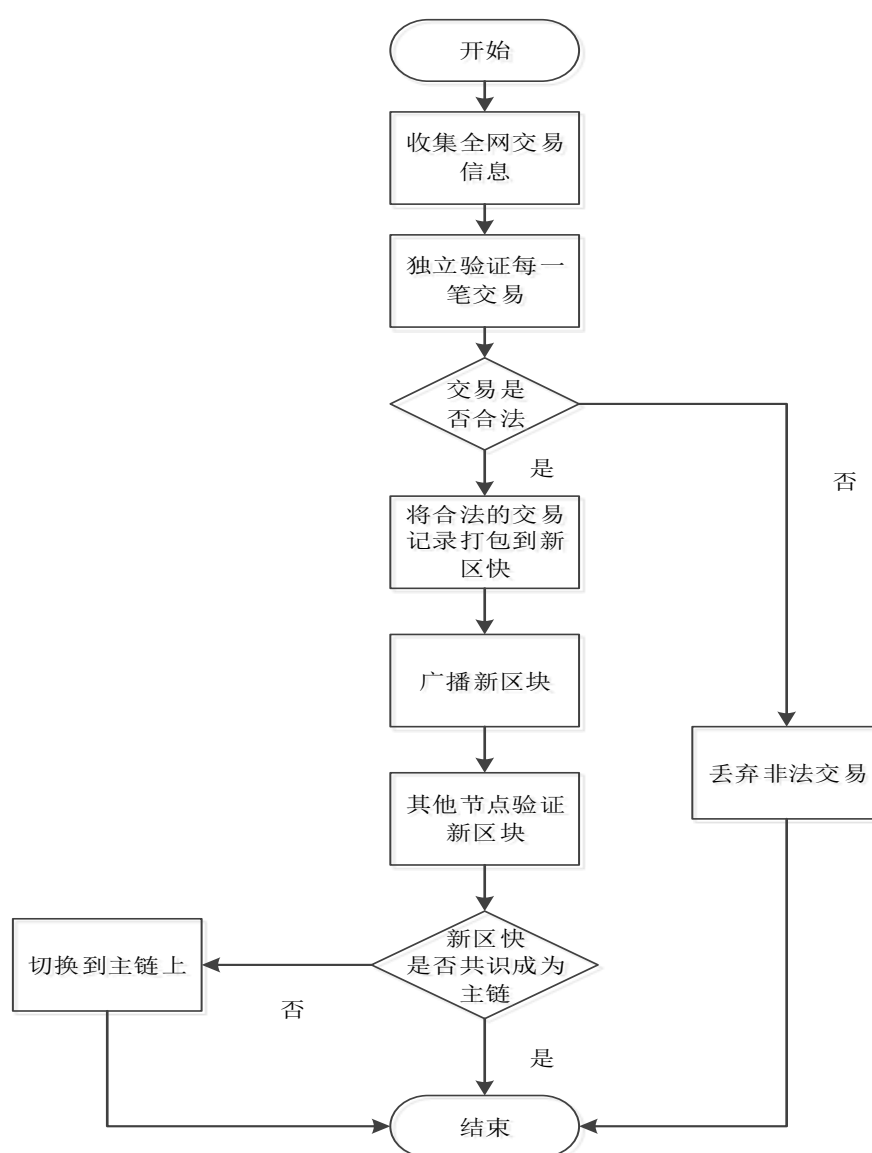 开始
收集全网交易
信息
独立验证每一
笔交易
交易是
否合法
是
否
将合法的交易
记录打包到新
区快
广播新区块
丢弃非法交易
其他节点验证
新区块
新区快
是否共识成为
主链
切换到主链上
否
是
结束